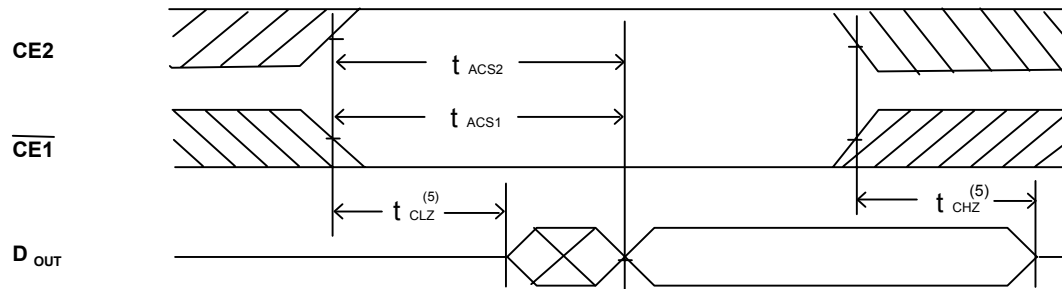 CE2
t ACS2
t ACS1
CE1
t CLZ (5)
t CHZ (5)
D OUT